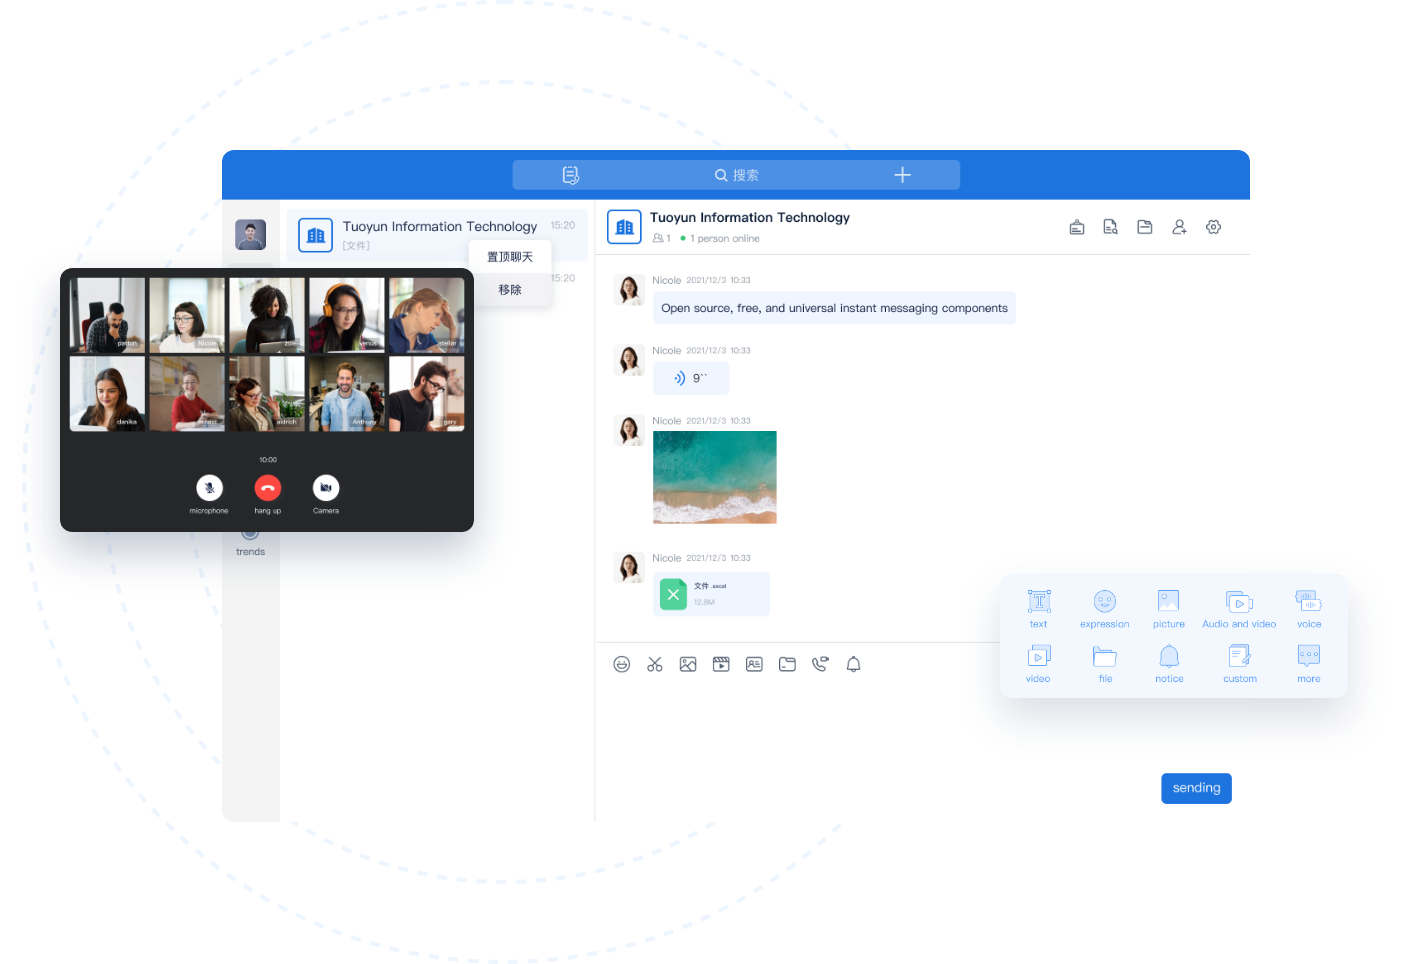 搜索
Tuoyun Information Technology
15:20
[文件]
置顶聊天
15:20
移除
trends
patton
Nicole
zoe
venus
stellar
danika
ernest
aldrich
Anthony
gary
10:00
microphone
hang up
Camera
Tuoyun Information Technology
1
1 person online
Nicole 2021/12/3 10:33
Open source, free, and universal instant messaging components
Nicole 2021/12/3 10:33
9``
Nicole 2021/12/3 10:33
Nicole 2021/12/3 10:33
文件 .excel
12.8M
text
expression
picture
Audio and video
voice
video
file
notice
custom
more
sending